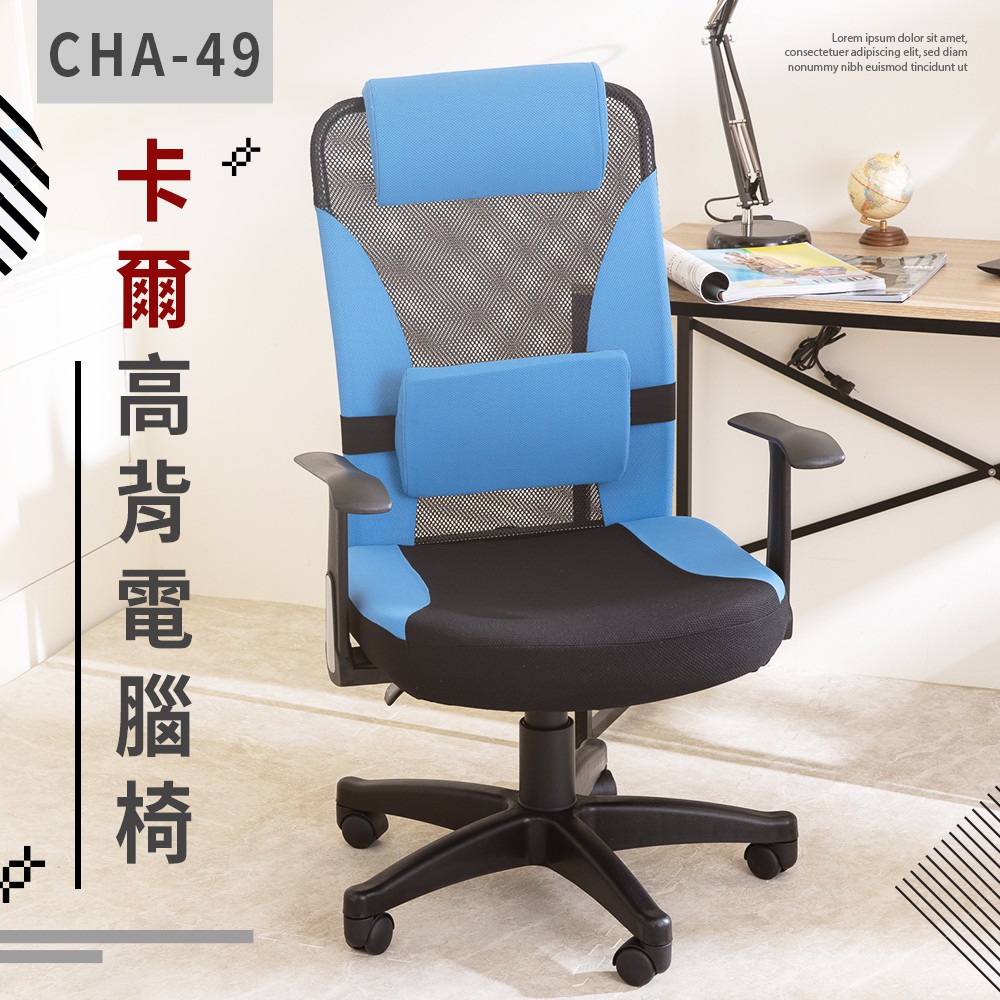 CHA-49
卡爾高背電腦椅
Lorem ipsum dolor sit amet,
consectetuer adipiscing elit, sed diam
nonummy nibh euismod tincidunt ut